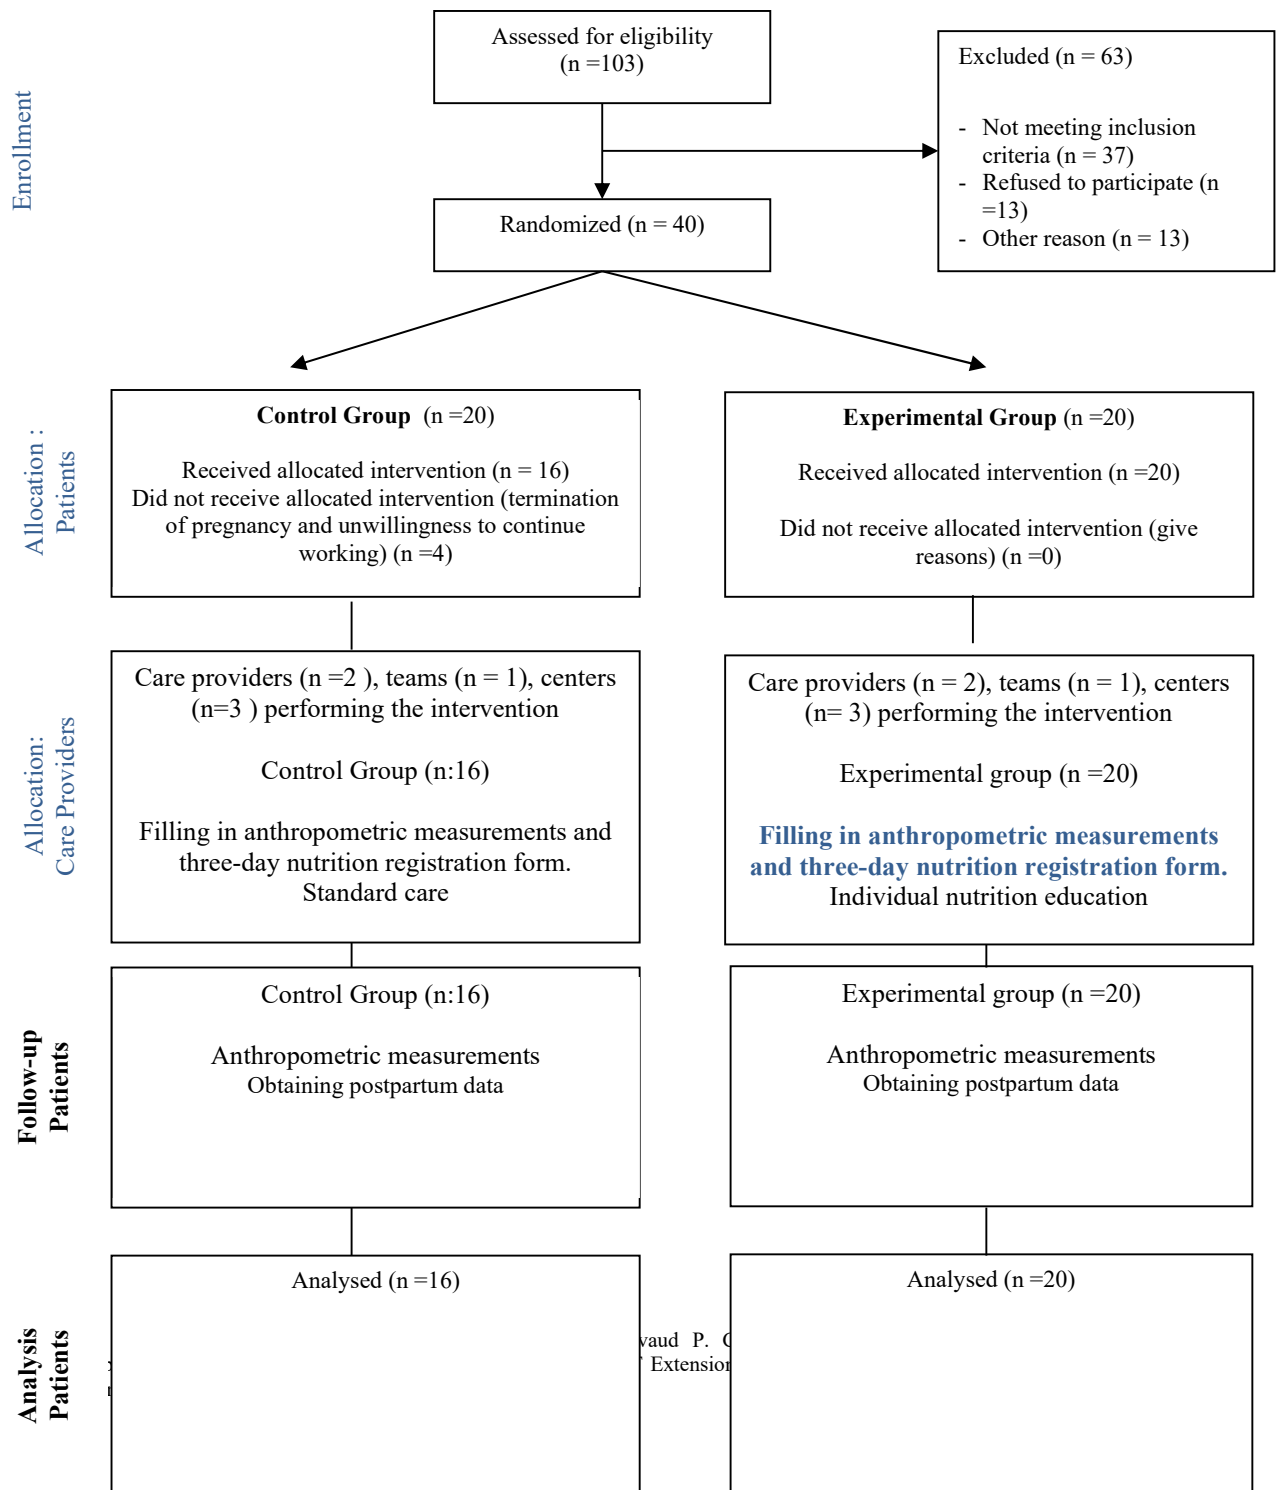 Assessed for eligibility
(n =103)
Excluded (n = 63)
- Not meeting inclusion
criteria (n = 37)
- Refused to participate (n
=13)
- Other reason (n = 13)
Enrollment
Randomized (n = 40)
Allocation :
Patients
Control Group (n =20)
Received allocated intervention (n = 16)
Did not receive allocated intervention (termination
of pregnancy and unwillingness to continue
working) (n =4)
Experimental Group (n =20)
Received allocated intervention (n =20)
Did not receive allocated intervention (give
reasons) (n =0)
Allocation:
Care Providers
Care providers (n =2 ), teams (n = 1), centers
(n=3 ) performing the intervention
Control Group (n:16)
Filling in anthropometric measurements and
three-day nutrition registration form.
Standard care
Care providers (n = 2), teams (n = 1), centers
(n= 3) performing the intervention
Experimental group (n =20)
Filling in anthropometric measurements
and three-day nutrition registration form.
Individual nutrition education
Follow-up
Patients
Control Group (n:16)
Anthropometric measurements
Obtaining postpartum data
Experimental group (n =20)
Anthropometric measurements
Obtaining postpartum data
Analysis
Patients
Analysed (n =16)
vaud P.
Extension
Analysed (n =20)